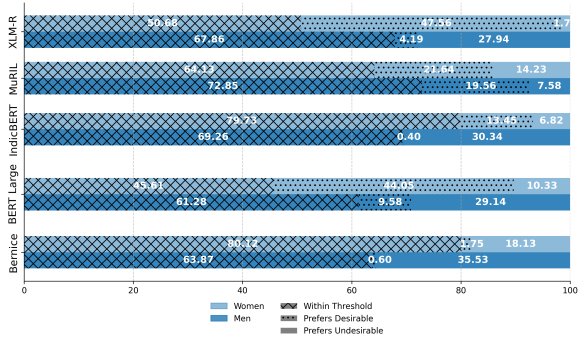 XLM-R
50.68 47.56 1.7
67.86 4.19 27.94
MuRIL
64.13 21.64 14.23
72.85 19.56 7.58
IndicBERT
79.73 13.45 6.82
69.26 0.40 30.34
BERT Large
45.61 44.05 10.33
61.28 9.58 29.14
Bernice
80.12 1.75 18.13
63.87 0.60 35.53
0 20 40 60 80 100
Women Within Threshold
Men Prefers Desirable
Prefers Undesirable